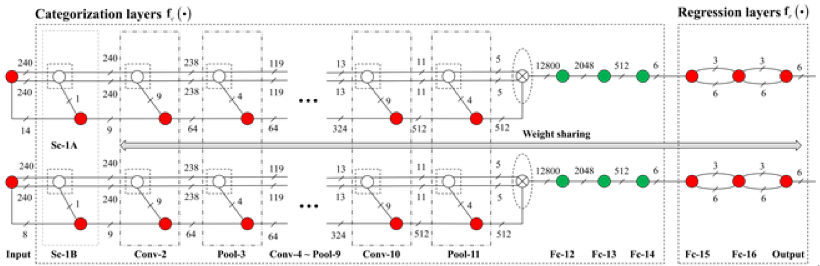 Categorization layers f_c (•) Regression layers f_r (•)
240 240 238 119 13 11 5 12800 2048 512 6 3 3 6
240 240 238 119 13 11 5 6 6
1 9 4 ••• 9 4
14 9 64 64 324 512 512
Sc-1A Weight sharing
240 240 238 119 13 11 5 12800 2048 512 6 3 3 6
240 240 238 119 13 11 5 6 6
1 9 4 ••• 9 4
8 9 64 64 324 512 512
Input Sc-1B Conv-2 Pool-3 Conv-4 ~ Pool-9 Conv-10 Pool-11 Fc-12 Fc-13 Fc-14 Fc-15 Fc-16 Output